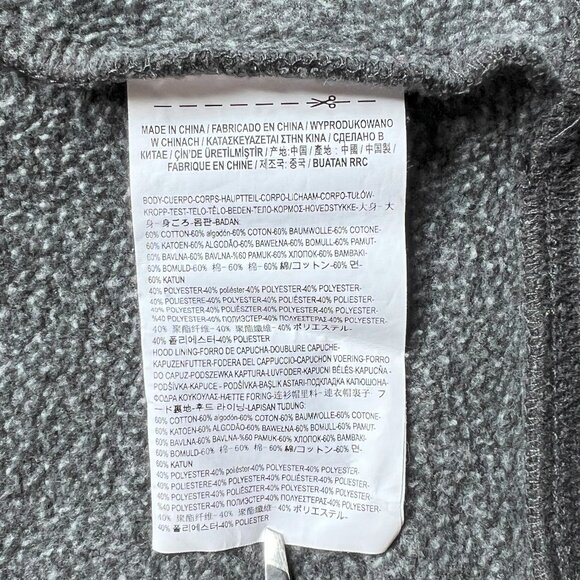 MADE IN CHINA / FABRICADO EN CHINA / WYPRODUKOWANO
W CHINACH / ΚΑΤΑΣΚΕΥΑΖΕΤΑΙ ΣΤΗΝ ΚΙΝΑ / СДЕЛАНО В
КИТАЕ / ÇİN'DE ÜRETİLMİŞTİR / 产地:中国 / 產地: 中國 / 中国製 /
FABRIQUE EN CHINE / 제조국: 중국 / BUATAN RRC
BODY-CUERPO-CORPS-HAUPTTEIL-CORPO-LICHAAM-CORPO-TUŁÓW-
KROPP-TEST-TELO-TĚLO-BEDEN-ТЕЛО-ΚΟΡΜΟΣ-HOVEDSTYKKE-大身-大
身-身ごろ-몸판-BADAN:
60% COTTON-60% algodón-60% COTON-60% BAUMWOLLE-60% COTONE-
60% KATOEN-60% ALGODÃO-60% BAWEŁNA-60% BOMULL-60% PAMUT-
60% BAVLNA-60% BAVLNA-%60 PAMUK-60% ХЛОПОК-60% ΒΑΜΒΑΚΙ-
60% BOMULD-60% 棉-60% 棉-60% 綿/コットン-60% 면-
60% KATUN
40% POLYESTER-40% poliéster-40% POLYESTER-40% POLYESTER-
40% POLIESTERE-40% POLYESTER-40% POLIÉSTER-40% POLIESTER-
40% POLYESTER-40% POLIÉSZTER-40% POLYESTER-40% POLYESTER-
%40 POLYESTER-40% ПОЛИЭСТЕР-40% ΠΟΛΥΕΣΤΕΡΑΣ-40% POLYESTER-
40% 聚酯纤维-40% 聚酯纖維-40% ポリエステル-
40% 폴리에스터-40% POLIESTER
HOOD LINING-FORRO DE CAPUCHA-DOUBLURE CAPUCHE-
KAPUZENFUTTER-FODERA DEL CAPPUCCIO-CAPUCHON VOERING-FORRO
DO CAPUZ-PODSZEWKA KAPTURA-LUVFODER-KAPUCNI BÉLÉS-KAPUCŇA-
PODŠÍVKA-KAPUCE - PODŠÍVKA-BAŞLIK ASTARI-ПОДКЛАДКА КАПЮШОНА-
ΦΟΔΡΑ ΚΟΥΚΟΥΛΑΣ-HETTE FORING-连衫帽里料-連衣帽裏子 フ
ード裏地-후드 라이닝-LAPISAN TUDUNG:
60% COTTON-60% algodón-60% COTON-60% BAUMWOLLE-60% COTONE-
60% KATOEN-60% ALGODÃO-60% BAWEŁNA-60% BOMULL-60% PAMUT-
60% BAVLNA-60% BAVLNA-%60 PAMUK-60% ХЛОПОК-60% ΒΑΜΒΑΚΙ-
60% BOMULD-60% 棉-60% 棉-60% 綿/コットン-60% 면-
60% KATUN
40% POLYESTER-40% poliéster-40% POLYESTER-40% POLYESTER-
40% POLIESTERE-40% POLYESTER-40% POLIÉSTER-40% POLIESTER-
40% POLYESTER-40% POLIÉSZTER-40% POLYESTER-40% POLYESTER-
%40 POLYESTER-40% ПОЛИЭСТЕР-40% ΠΟΛΥΕΣΤΕΡΑΣ-40% POLYESTER-
40% 聚酯纤维-40% 聚酯纖維-40% ポリエステル-
40% 폴리에스터-40% POLIESTER